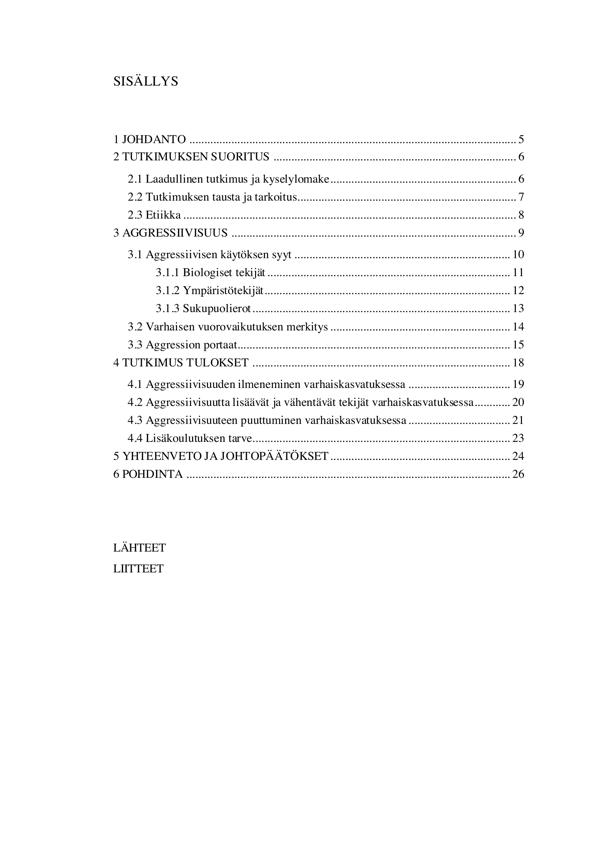 SISÄLLYS
1 JOHDANTO ............................................................................................................. 5
2 TUTKIMUKSEN SUORITUS ................................................................................. 6
2.1 Laadullinen tutkimus ja kyselylomake.............................................................. 6
2.2 Tutkimuksen tausta ja tarkoitus......................................................................... 7
2.3 Etiikka ............................................................................................................... 8
3 AGGRESSIIVISUUS ............................................................................................... 9
3.1 Aggressiivisen käytöksen syyt ........................................................................ 10
3.1.1 Biologiset tekijät ................................................................................. 11
3.1.2 Ympäristötekijät.................................................................................. 12
3.1.3 Sukupuolierot...................................................................................... 13
3.2 Varhaisen vuorovaikutuksen merkitys ............................................................ 14
3.3 Aggression portaat........................................................................................... 15
4 TUTKIMUS TULOKSET ...................................................................................... 18
4.1 Aggressiivisuuden ilmeneminen varhaiskasvatuksessa .................................. 19
4.2 Aggressiivisuutta lisäävät ja vähentävät tekijät varhaiskasvatuksessa............ 20
4.3 Aggressiivisuuteen puuttuminen varhaiskasvatuksessa .................................. 21
4.4 Lisäkoulutuksen tarve...................................................................................... 23
5 YHTEENVETO JA JOHTOPÄÄTÖKSET ............................................................ 24
6 POHDINTA ............................................................................................................ 26
LÄHTEET
LIITTEET